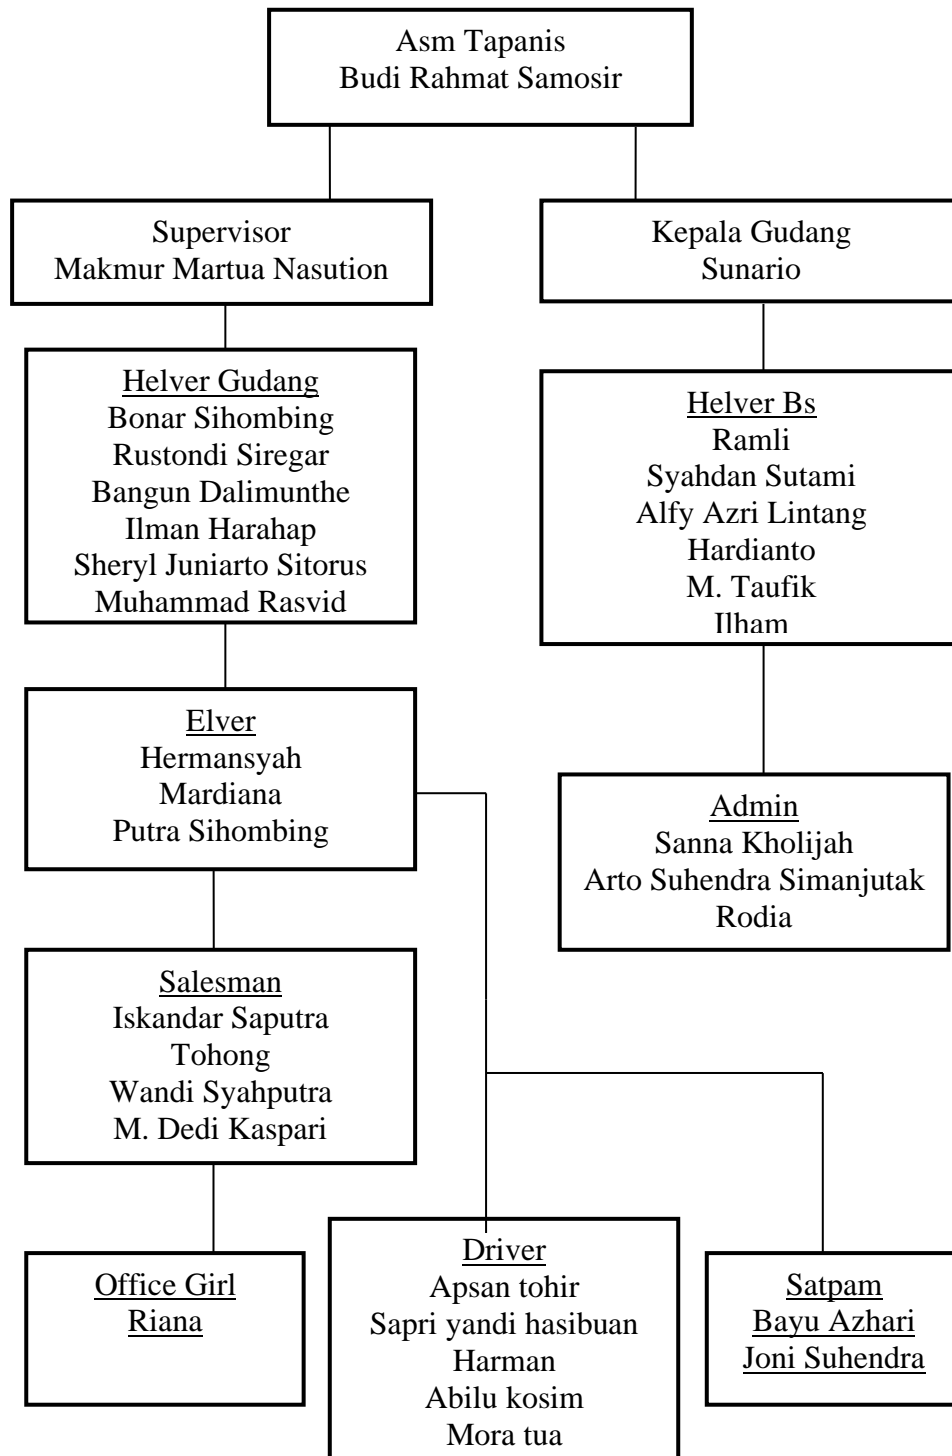 Asm Tapanis
Budi Rahmat Samosir
Supervisor
Makmur Martua Nasution
Kepala Gudang
Sunario
Helver Gudang
Bonar Sihombing
Rustondi Siregar
Bangun Dalimunthe
Ilman Harahap
Sheryl Juniarto Sitorus
Muhammad Rasvid
Helver Bs
Ramli
Syahdan Sutami
Alfy Azri Lintang
Hardianto
M. Taufik
Ilham
Elver
Hermansyah
Mardiana
Putra Sihombing
Admin
Sanna Kholijah
Arto Suhendra Simanjutak
Rodia
Salesman
Iskandar Saputra
Tohong
Wandi Syahputra
M. Dedi Kaspari
Office Girl
Riana
Driver
Apsan tohir
Sapri yandi hasibuan
Harman
Abilu kosim
Mora tua
Satpam
Bayu Azhari
Joni Suhendra